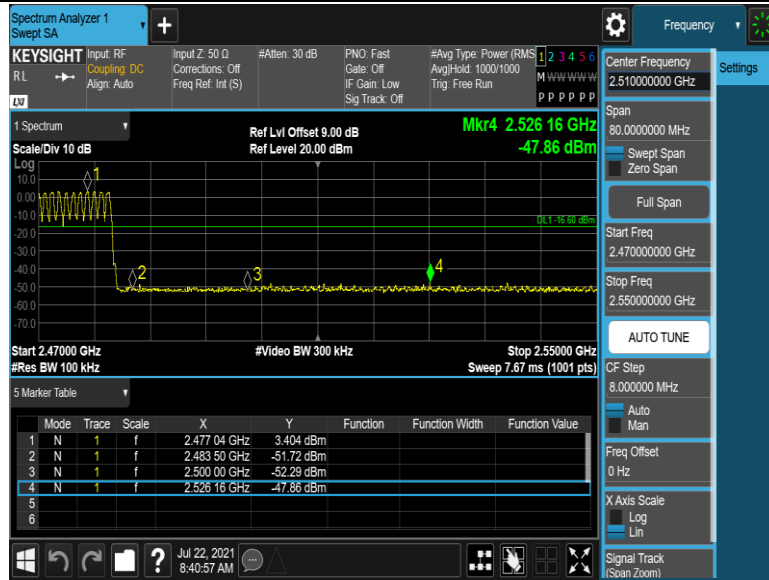 Spectrum Analyzer 1
Swept SA
+
Frequency
KEYSIGHT
RL
LXI
Input: RF
Coupling: DC
Align: Auto
Input Z: 50 Ω
Corrections: Off
Freq Ref: Int (S)
#Atten: 30 dB
PNO: Fast
Gate: Off
IF Gain: Low
Sig Track: Off
#Avg Type: Power (RMS
Avg|Hold: 1000/1000
Trig: Free Run
1 2 3 4 5 6
M W W W W W
P P P P P P
1 Spectrum
Scale/Div 10 dB
Ref Lvl Offset 9.00 dB
Ref Level 20.00 dBm
Mkr4 2.526 16 GHz
-47.86 dBm
Log
10.0
0.00
-10.0
-20.0
-30.0
-40.0
-50.0
-60.0
-70.0
1
2
3
4
DL1 -16.60 dBm
Start 2.47000 GHz
#Video BW 300 kHz
Stop 2.55000 GHz
#Res BW 100 kHz
Sweep 7.67 ms (1001 pts)
5 Marker Table
Mode Trace Scale X Y Function Function Width Function Value
1 N 1 f 2.477 04 GHz 3.404 dBm
2 N 1 f 2.483 50 GHz -51.72 dBm
3 N 1 f 2.500 00 GHz -52.29 dBm
4 N 1 f 2.526 16 GHz -47.86 dBm
5
6
?
Jul 22, 2021
8:40:57 AM
Center Frequency
2.510000000 GHz
Settings
Span
80.0000000 MHz
Swept Span
Zero Span
Full Span
Start Freq
2.470000000 GHz
Stop Freq
2.550000000 GHz
AUTO TUNE
CF Step
8.000000 MHz
Auto
Man
Freq Offset
0 Hz
X Axis Scale
Log
Lin
Signal Track
(Span Zoom)